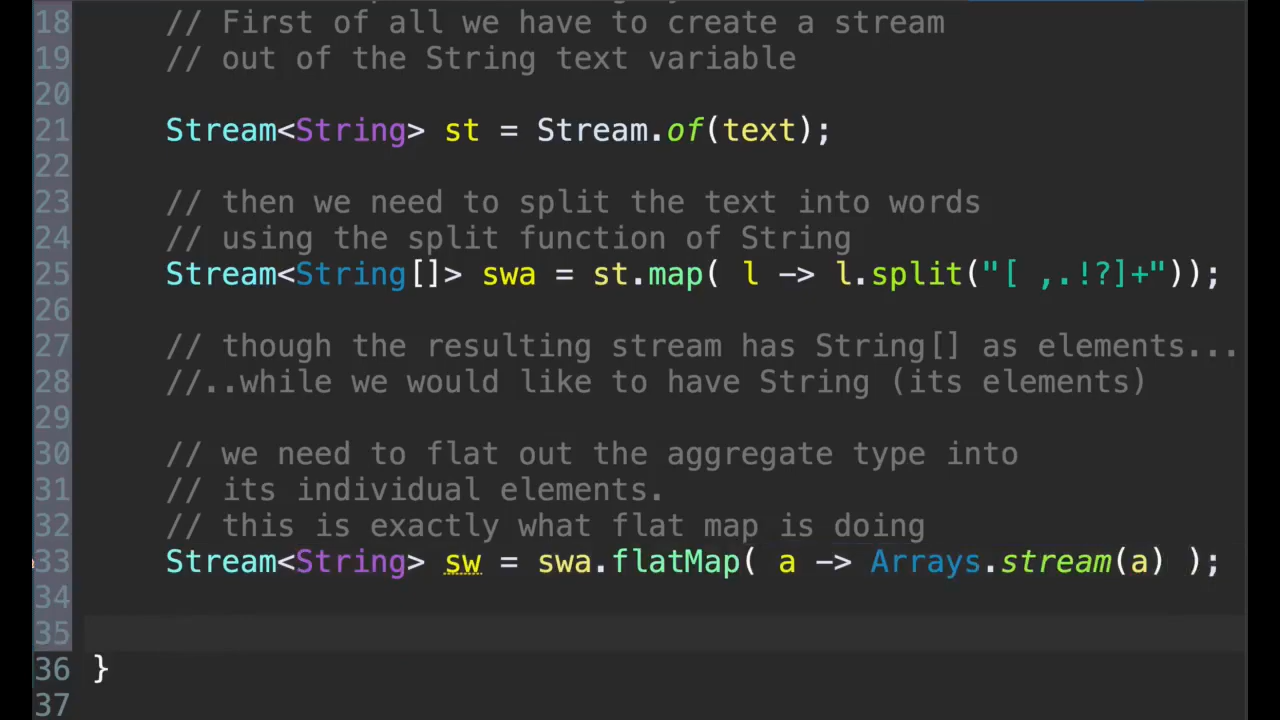 18 // First of all we have to create a stream
19 // out of the String text variable
20
21 Stream<String> st = Stream.of(text);
22
23 // then we need to split the text into words
24 // using the split function of String
25 Stream<String[]> swa = st.map( l -> l.split("[ ,.!?]+"));
26
27 // though the resulting stream has String[] as elements...
28 //..while we would like to have String (its elements)
29
30 // we need to flat out the aggregate type into
31 // its individual elements.
32 // this is exactly what flat map is doing
33 Stream<String> sw = swa.flatMap( a -> Arrays.stream(a) );
34
35
36 }
37